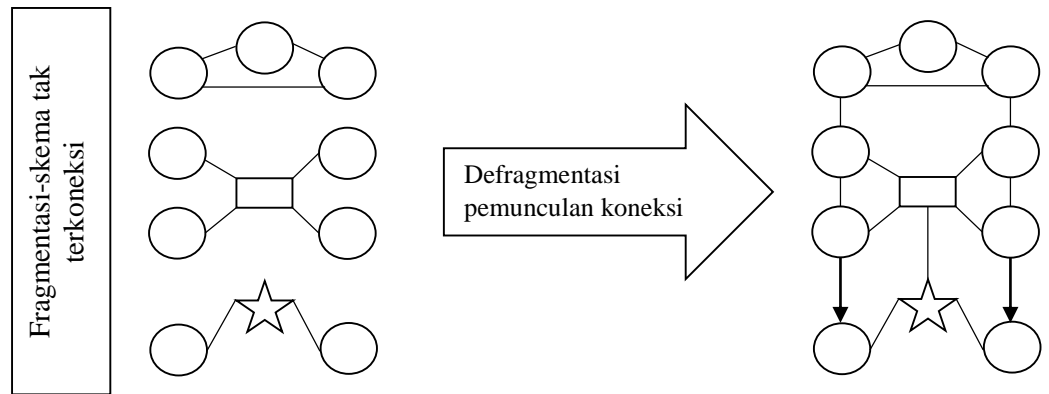 Fragmentasi-skema tak
terkoneksi
Defragmentasi
pemunculan koneksi